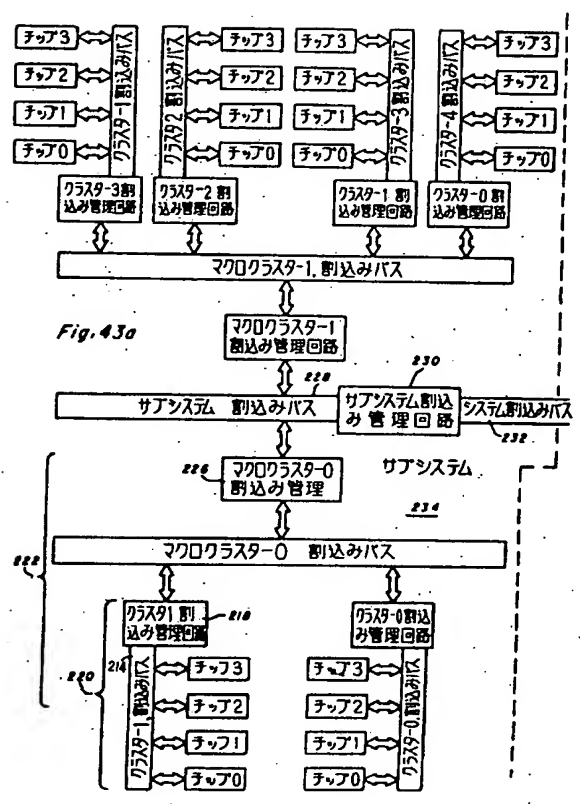 チップ3 チップ3 チップ3 チップ3
チップ2 チップ2 チップ2 チップ2
チップ1 チップ1 チップ1 チップ1
チップ0 チップ0 チップ0 チップ0
クラスター1 割込みバス
クラスタ2 割込みバス
クラスター3 割込みバス
クラスター4 割込みバス
クラスター3割
込み管理回路
クラスター2 割
込み管理回路
クラスター1 割
込み管理回路
クラスター0 割
込み管理回路
マクロクラスター1, 割込みバス
Fig. 43a
マクロクラスター1
割込み管理回路
228
230
サブシステム 割込みバス
サブシステム割込
み管理回路
システム割込みバス
232
226
マクロクラスター0
割込み管理
サブシステム
234
222
マクロクラスター0 割込みバス
クラスタ1 割
込み管理回路
218
クラスター0 割込
み管理回路
220
214
クラスター1, 割込みバス
クラスター0, 割込みバス
チップ3 チップ3
チップ2 チップ2
チップ1 チップ1
チップ0 チップ0